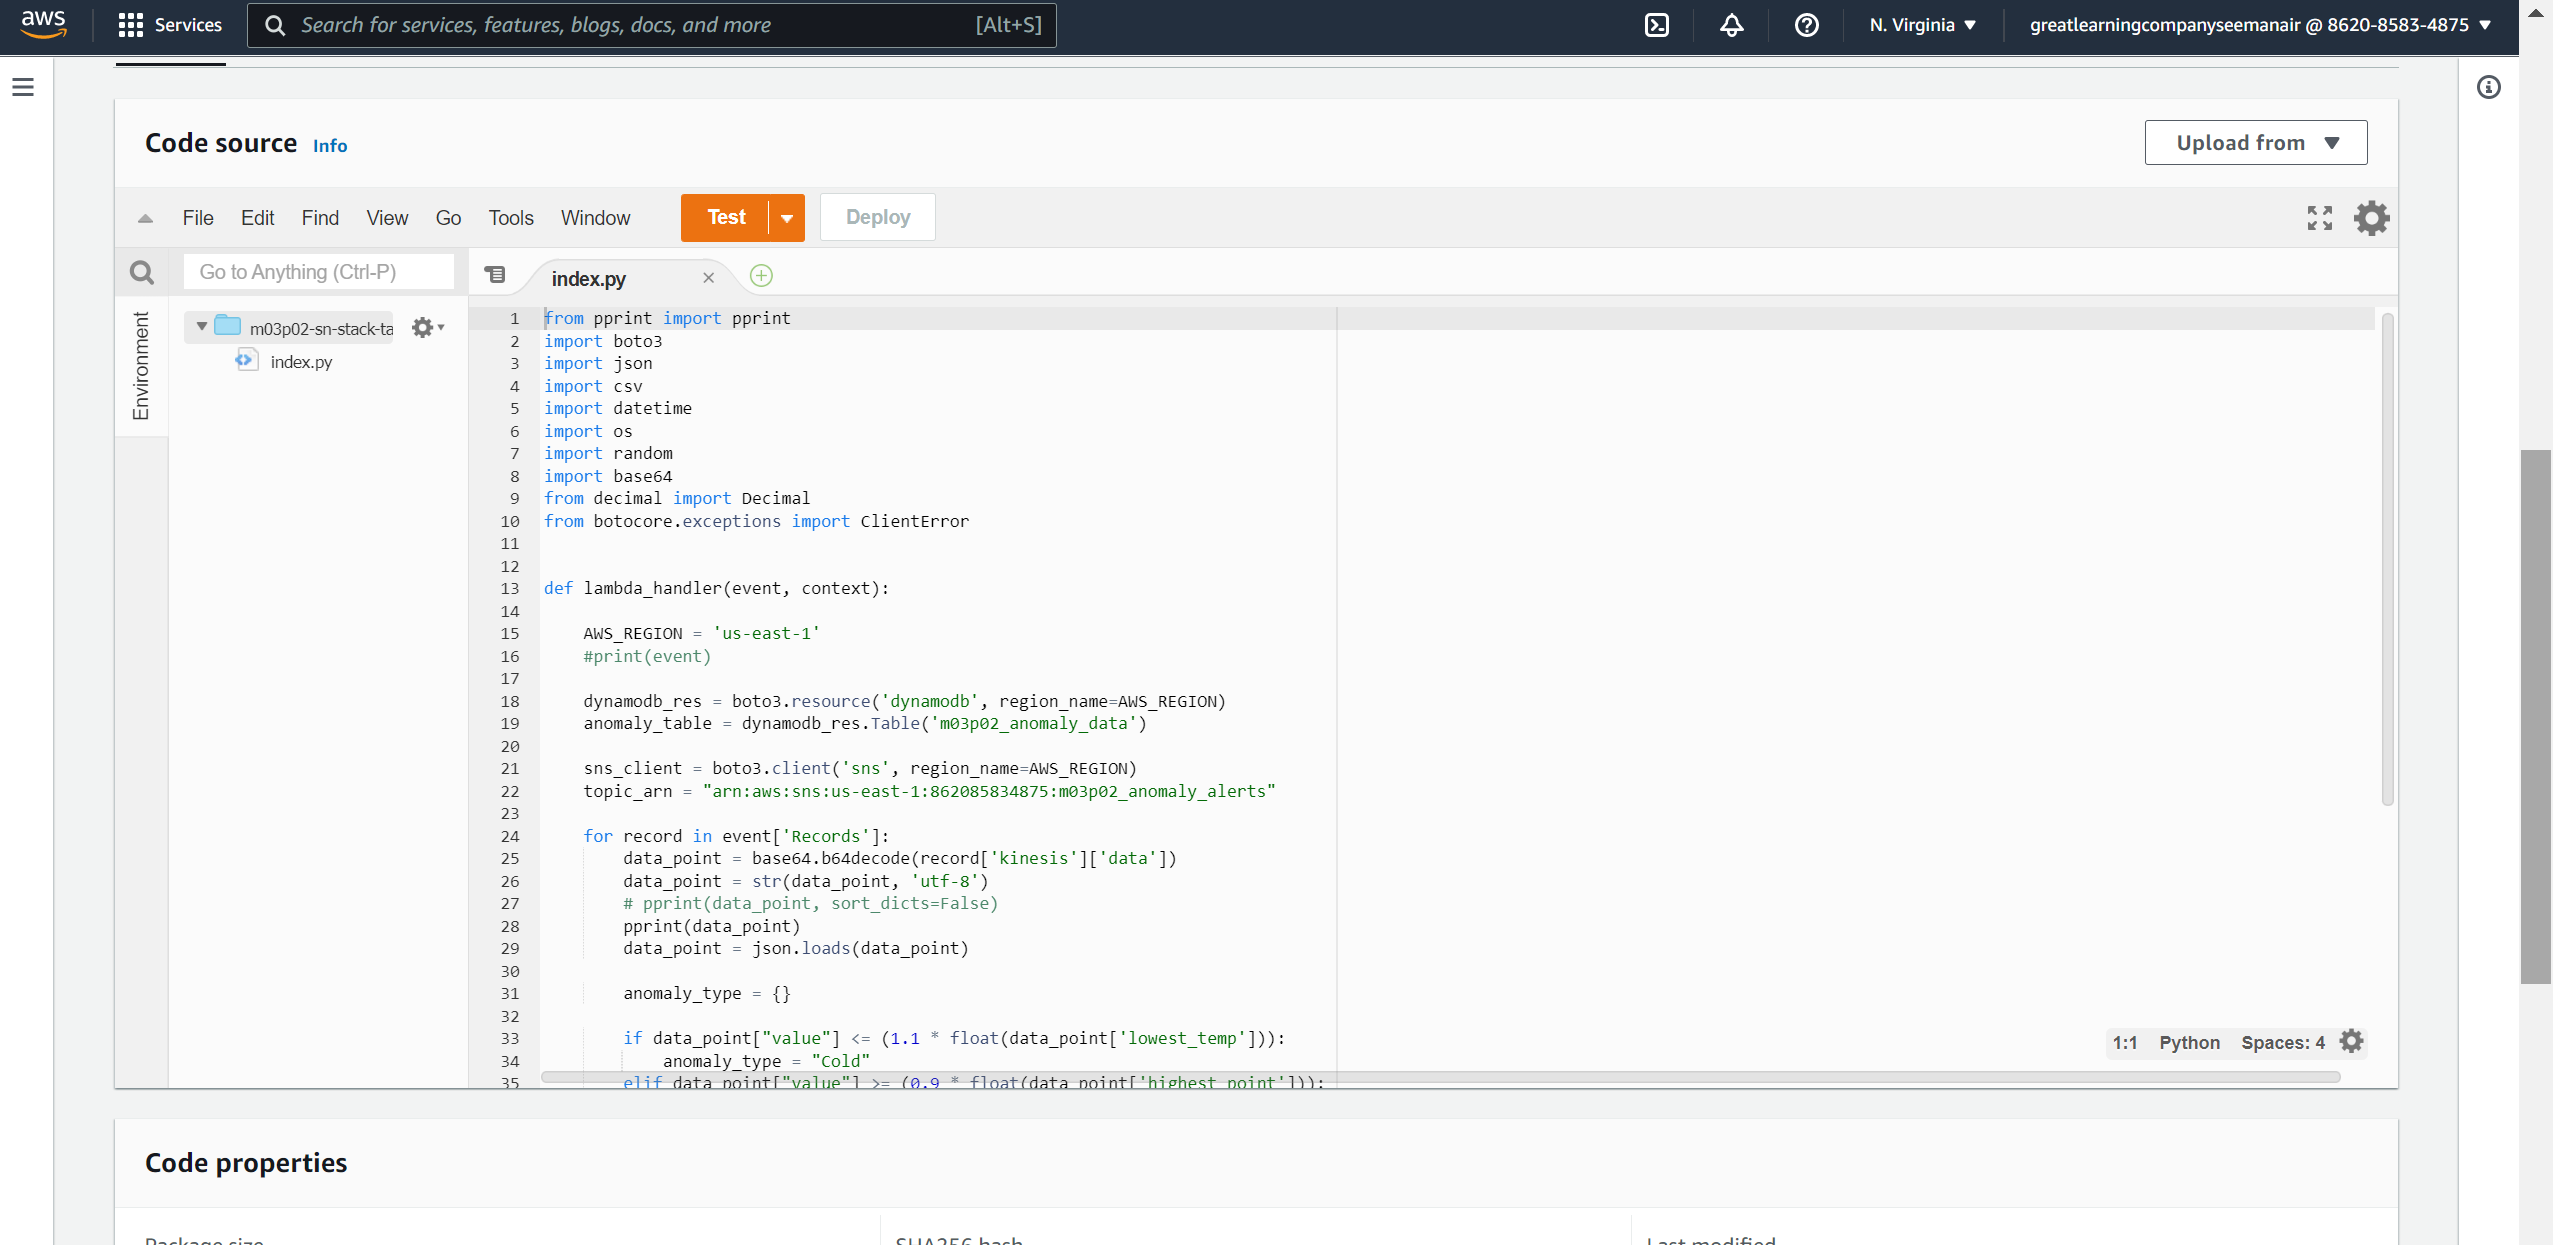 aws Services Search for services, features, blogs, docs, and more [Alt+S] N. Virginia ▼ greatlearningcompanyseemanair @ 8620-8583-4875 ▼
Code source Info Upload from ▼
File Edit Find View Go Tools Window Test Deploy
Go to Anything (Ctrl-P) index.py
Environment
m03p02-sn-stack-ta
index.py
1 from pprint import pprint
2 import boto3
3 import json
4 import csv
5 import datetime
6 import os
7 import random
8 import base64
9 from decimal import Decimal
10 from botocore.exceptions import ClientError
11
12
13 def lambda_handler(event, context):
14
15     AWS_REGION = 'us-east-1'
16     #print(event)
17
18     dynamodb_res = boto3.resource('dynamodb', region_name=AWS_REGION)
19     anomaly_table = dynamodb_res.Table('m03p02_anomaly_data')
20
21     sns_client = boto3.client('sns', region_name=AWS_REGION)
22     topic_arn = "arn:aws:sns:us-east-1:862085834875:m03p02_anomaly_alerts"
23
24     for record in event['Records']:
25         data_point = base64.b64decode(record['kinesis']['data'])
26         data_point = str(data_point, 'utf-8')
27         # pprint(data_point, sort_dicts=False)
28         pprint(data_point)
29         data_point = json.loads(data_point)
30
31         anomaly_type = {}
32
33         if data_point["value"] <= (1.1 * float(data_point['lowest_temp'])):
34             anomaly_type = "Cold"
35         elif data_point["value"] >= (0.9 * float(data_point['highest_point'])):
1:1 Python Spaces: 4
Code properties
Package size SHA256 hash Last modified